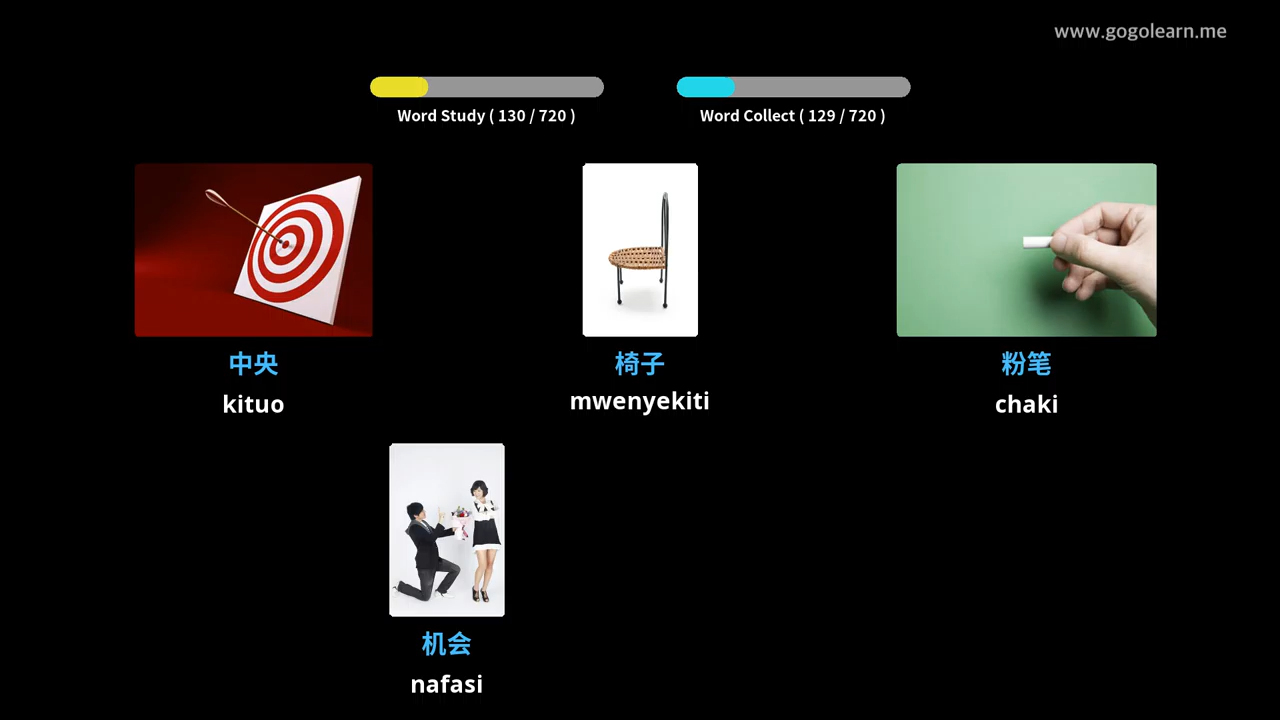 www.gogolearn.me
Word Study ( 130 / 720 )
Word Collect ( 129 / 720 )
中央
kituo
椅子
mwenyekiti
粉笔
chaki
机会
nafasi